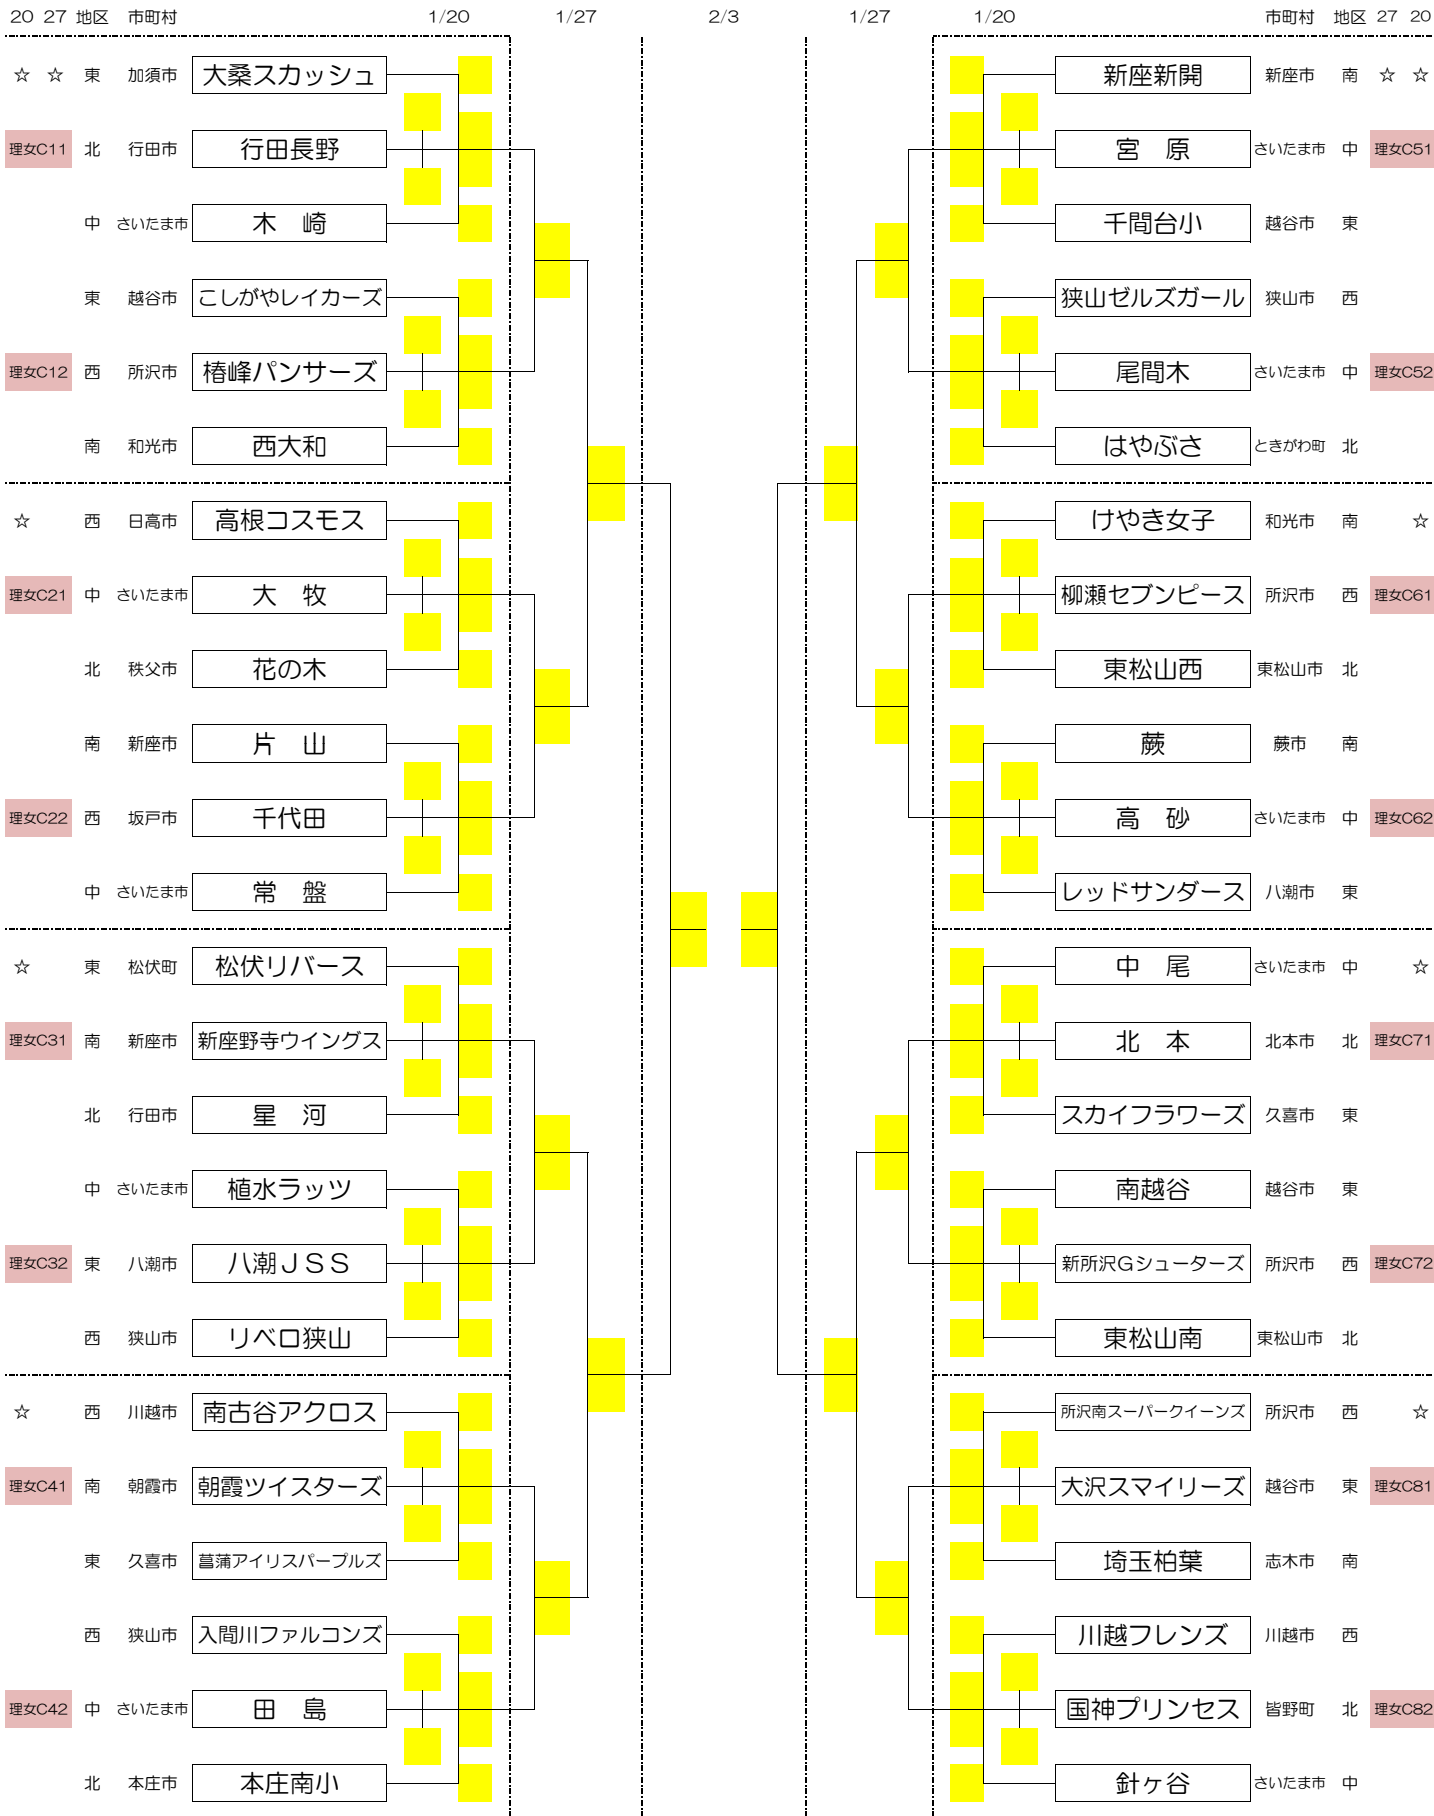 20 27 地区 市町村 1/20 1/27 2/3 1/27 1/20 市町村 地区 27 20
☆ ☆ 東 加須市 大桑スカッシュ 新座新開 新座市 南 ☆ ☆
理女C11 北 行田市 行田長野 宮 原 さいたま市 中 理女C51
中 さいたま市 木 崎 千間台小 越谷市 東
東 越谷市 こしがやレイカーズ 狭山ゼルズガール 狭山市 西
理女C12 西 所沢市 椿峰パンサーズ 尾間木 さいたま市 中 理女C52
南 和光市 西大和 はやぶさ ときがわ町 北
☆ 西 日高市 高根コスモス けやき女子 和光市 南 ☆
理女C21 中 さいたま市 大 牧 柳瀬セブンピース 所沢市 西 理女C61
北 秩父市 花の木 東松山西 東松山市 北
南 新座市 片 山 蕨 蕨市 南
理女C22 西 坂戸市 千代田 高 砂 さいたま市 中 理女C62
中 さいたま市 常 盤 レッドサンダース 八潮市 東
☆ 東 松伏町 松伏リバース 中 尾 さいたま市 中 ☆
理女C31 南 新座市 新座野寺ウイングス 北 本 北本市 北 理女C71
北 行田市 星 河 スカイフラワーズ 久喜市 東
中 さいたま市 植水ラッツ 南越谷 越谷市 東
理女C32 東 八潮市 八潮JSS 新所沢Gシューターズ 所沢市 西 理女C72
西 狭山市 リベロ狭山 東松山南 東松山市 北
☆ 西 川越市 南古谷アクロス 所沢南スーパークイーンズ 所沢市 西 ☆
理女C41 南 朝霞市 朝霞ツイスターズ 大沢スマイリーズ 越谷市 東 理女C81
東 久喜市 菖蒲アイリスパープルズ 埼玉柏葉 志木市 南
西 狭山市 入間川ファルコンズ 川越フレンズ 川越市 西
理女C42 中 さいたま市 田 島 国神プリンセス 皆野町 北 理女C82
北 本庄市 本庄南小 針ヶ谷 さいたま市 中